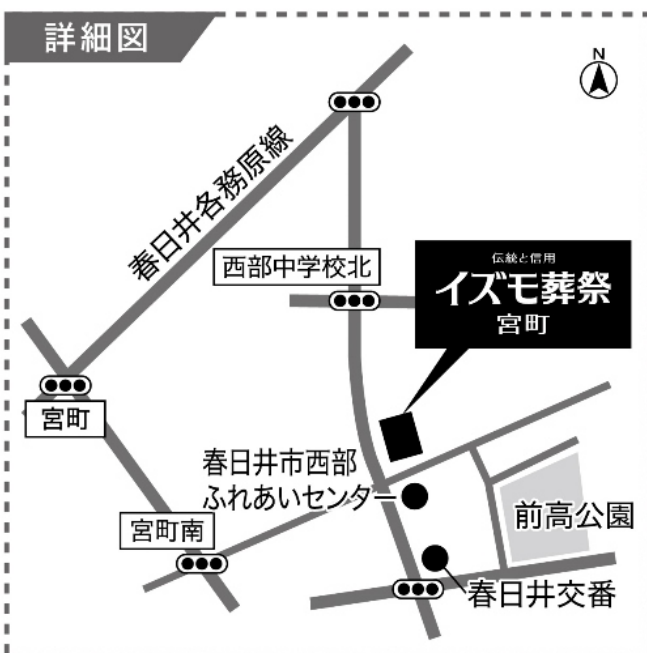 詳細図
N
春日井各務原線
西部中学校北
伝統と信用
イズモ葬祭
宮町
宮町
春日井市西部
ふれあいセンター
宮町南
前高公園
春日井交番